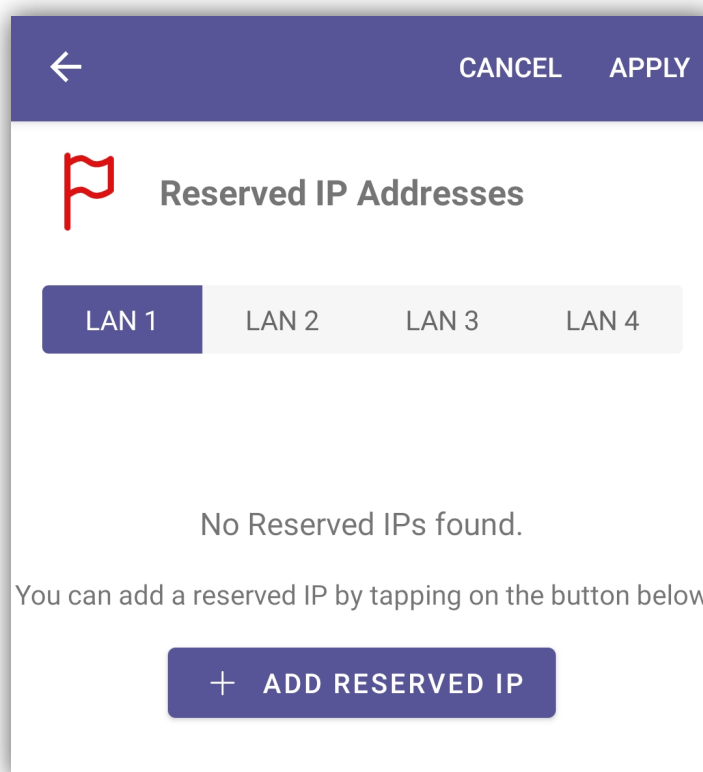 CANCEL APPLY
Reserved IP Addresses
LAN 1 LAN 2 LAN 3 LAN 4
No Reserved IPs found.
You can add a reserved IP by tapping on the button below
+ ADD RESERVED IP